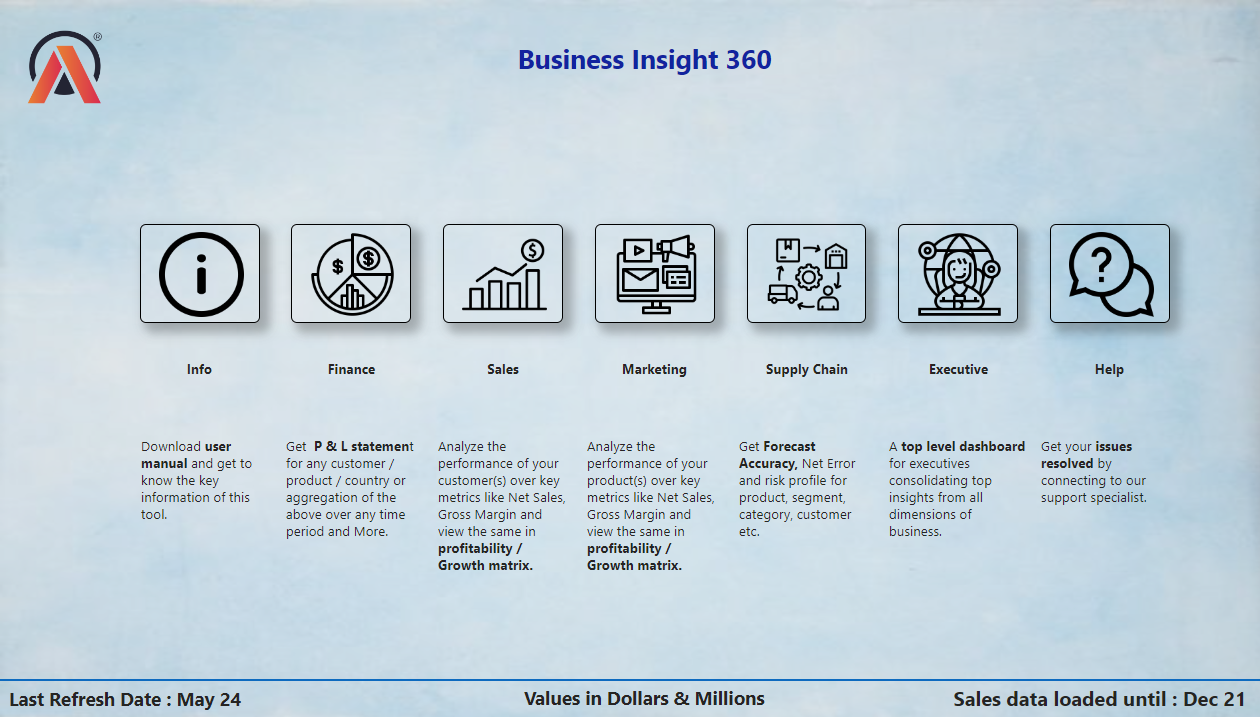 ®
Business Insight 360
Info
Finance
Sales
Marketing
Supply Chain
Executive
Help
Download user
manual and get to
know the key
information of this
tool.
Get P & L statement
for any customer /
product / country or
aggregation of the
above over any time
period and More.
Analyze the
performance of your
customer(s) over key
metrics like Net Sales,
Gross Margin and
view the same in
profitability /
Growth matrix.
Analyze the
performance of your
product(s) over key
metrics like Net Sales,
Gross Margin and
view the same in
profitability /
Growth matrix.
Get Forecast
Accuracy, Net Error
and risk profile for
product, segment,
category, customer
etc.
A top level dashboard
for executives
consolidating top
insights from all
dimensions of
business.
Get your issues
resolved by
connecting to our
support specialist.
Last Refresh Date : May 24
Values in Dollars & Millions
Sales data loaded until : Dec 21